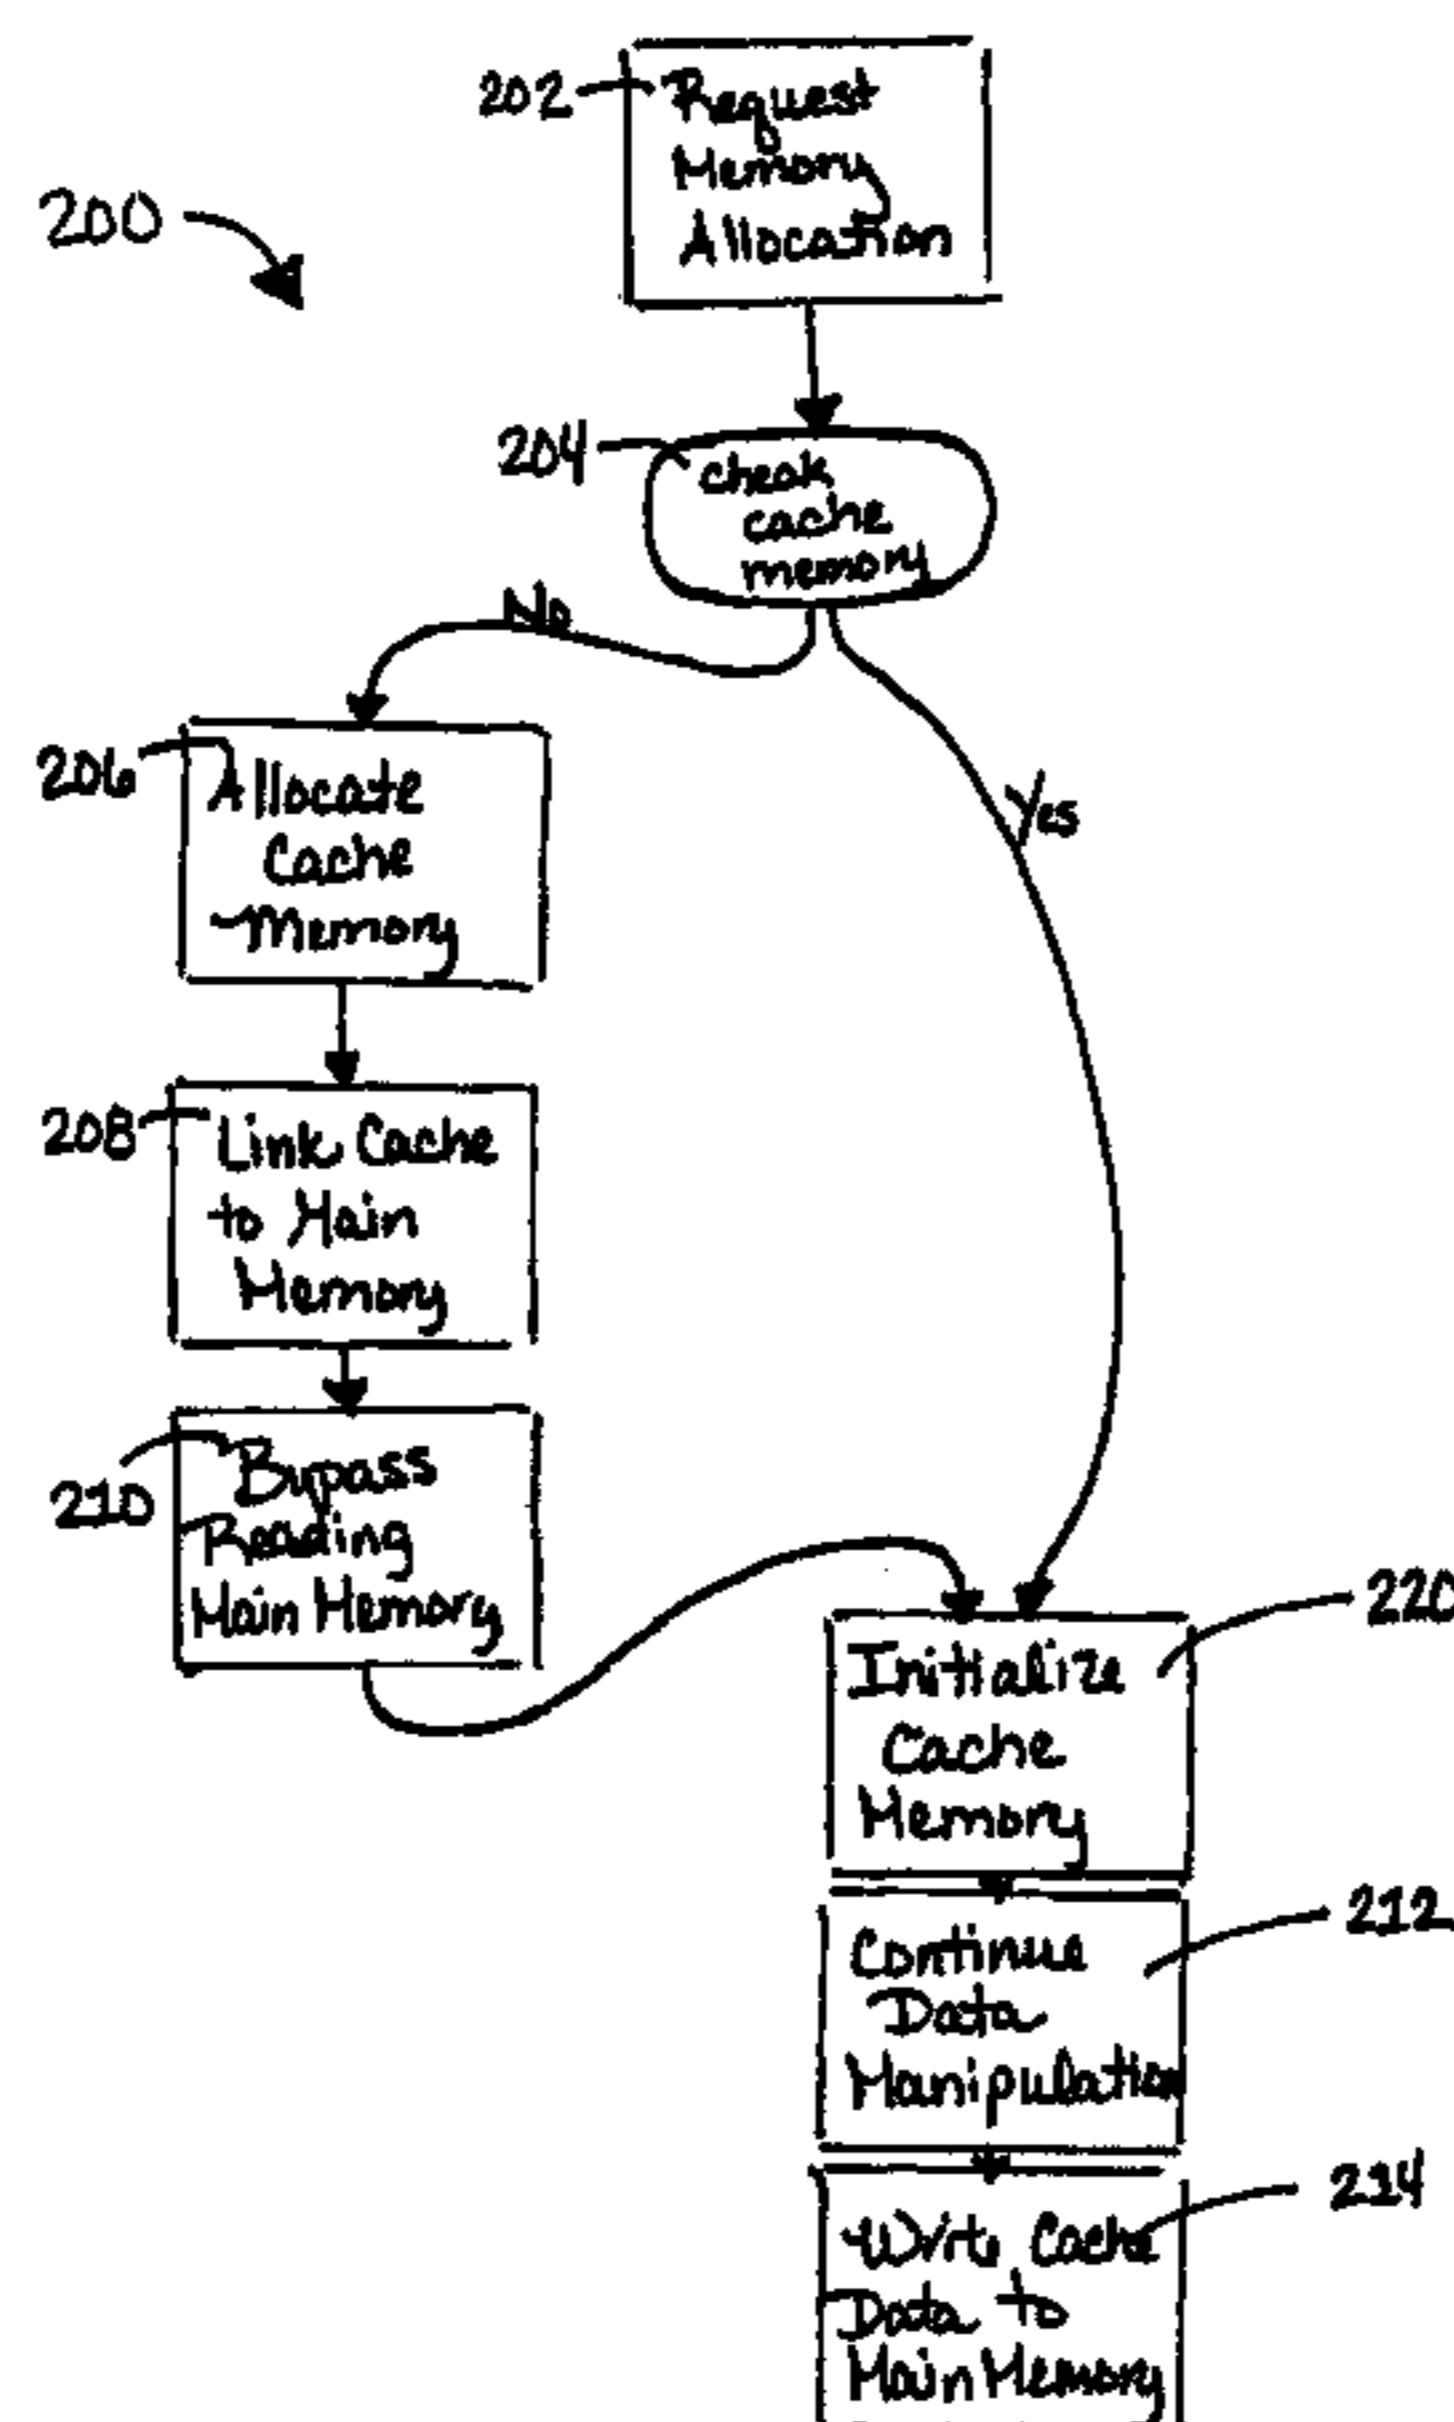 202
Request
Memory
Allocation
200
204
cheak
cache
memory
No
Yes
206
Allocate
Cache
Memory
208
Link Cache
to Main
Memory
210
Bypass
Reading
Main Memory
220
Initialize
Cache
Memory
212
Continue
Data
Manipulation
214
Write Cache
Data to
Main Memory